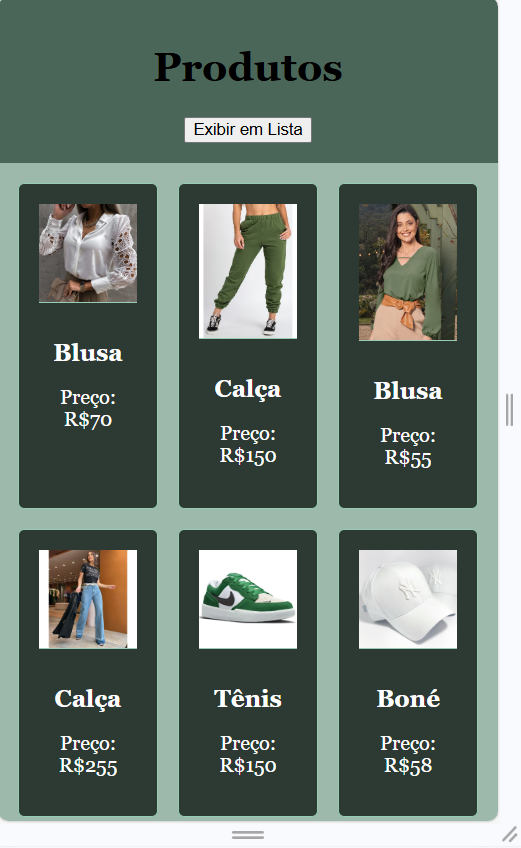 Produtos
Exibir em Lista
Blusa
Preço:
R$70
Calça
Preço:
R$150
Blusa
Preço:
R$55
Calça
Preço:
R$255
Tênis
Preço:
R$150
Boné
Preço:
R$58